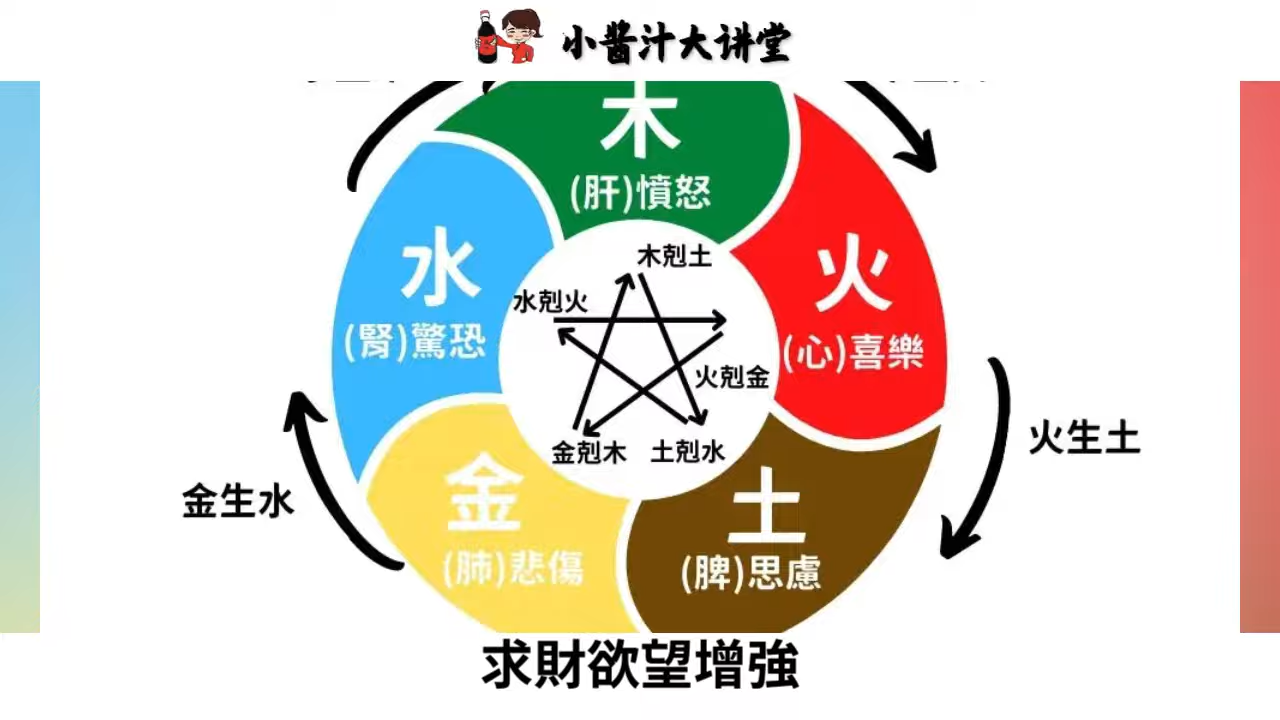 小酱汁大讲堂
木
(肝)憤怒
水
(腎)驚恐
火
(心)喜樂
木剋土
水剋火
火剋金
金剋木
土剋水
火生土
金生水
金
(肺)悲傷
土
(脾)思慮
求財欲望增強